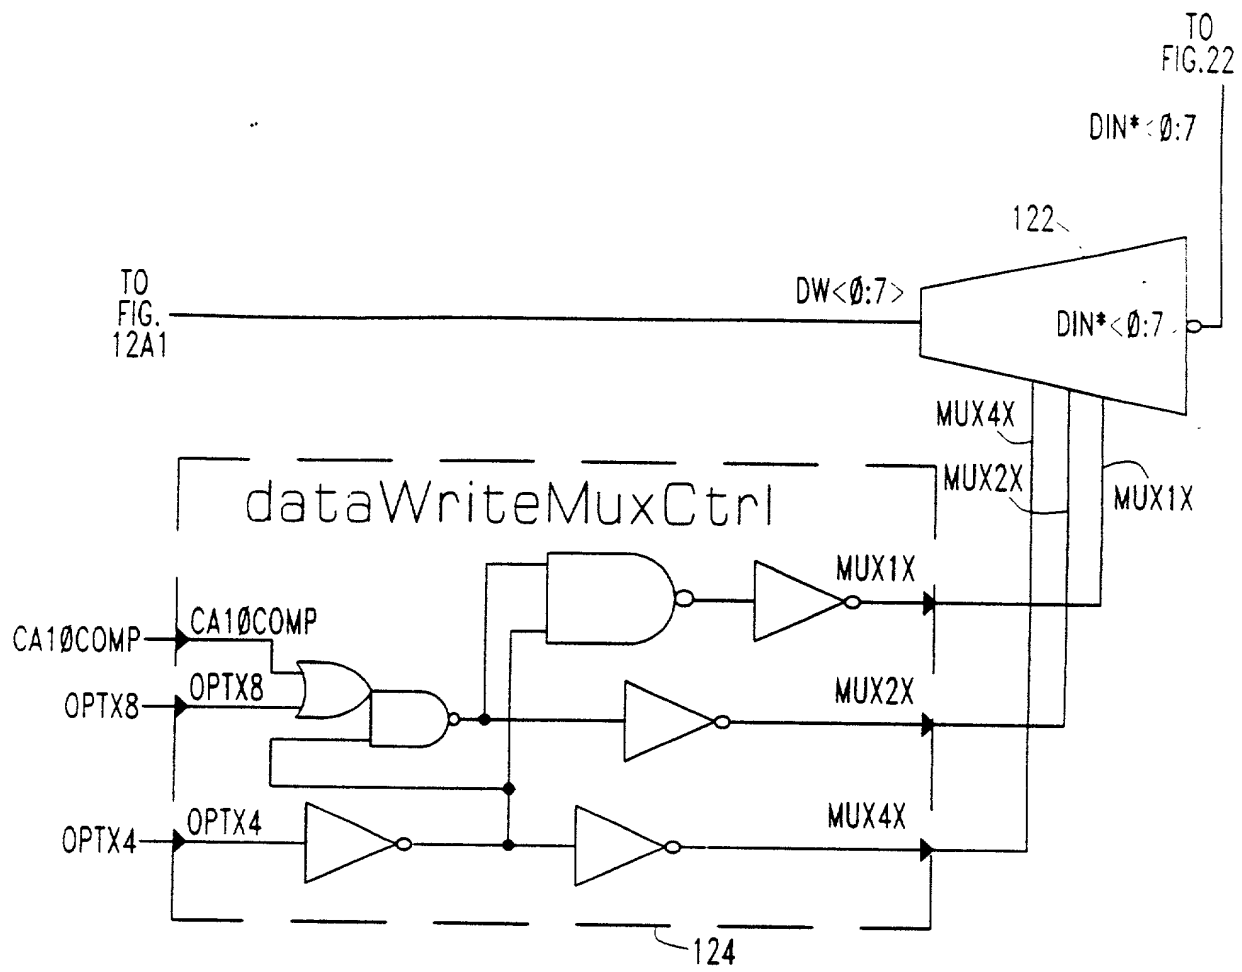 TO
FIG.22
DIN*<Ø:7
122
TO
FIG.
12A1
DW<Ø:7>
DIN*<Ø:7
MUX4X
MUX2X
MUX1X
dataWriteMuxCtrl
MUX1X
CA1ØCOMP
CA1ØCOMP
OPTX8
OPTX8
MUX2X
OPTX4
OPTX4
MUX4X
124